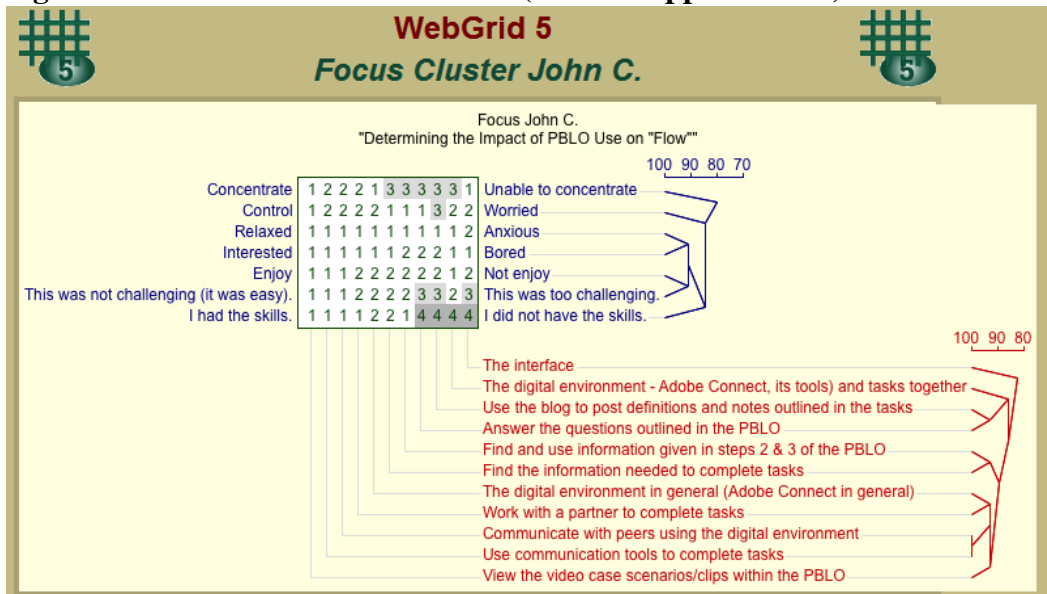 WebGrid 5
5
5
Focus Cluster John C.
Focus John C.
"Determining the Impact of PBLO Use on "Flow""
100 90 80 70
Concentrate 1 2 2 2 1 3 3 3 3 3 1 Unable to concentrate
Control 1 2 2 2 2 1 1 1 3 2 2 Worried
Relaxed 1 1 1 1 1 1 1 1 1 1 2 Anxious
Interested 1 1 1 1 1 1 2 2 2 1 1 Bored
Enjoy 1 1 1 2 2 2 2 2 2 1 2 Not enjoy
This was not challenging (it was easy). 1 1 1 2 2 2 2 3 3 2 3 This was too challenging.
I had the skills. 1 1 1 1 2 2 1 4 4 4 4 I did not have the skills.
100 90 80
The interface
The digital environment - Adobe Connect, its tools) and tasks together
Use the blog to post definitions and notes outlined in the tasks
Answer the questions outlined in the PBLO
Find and use information given in steps 2 & 3 of the PBLO
Find the information needed to complete tasks
The digital environment in general (Adobe Connect in general)
Work with a partner to complete tasks
Communicate with peers using the digital environment
Use communication tools to complete tasks
View the video case scenarios/clips within the PBLO